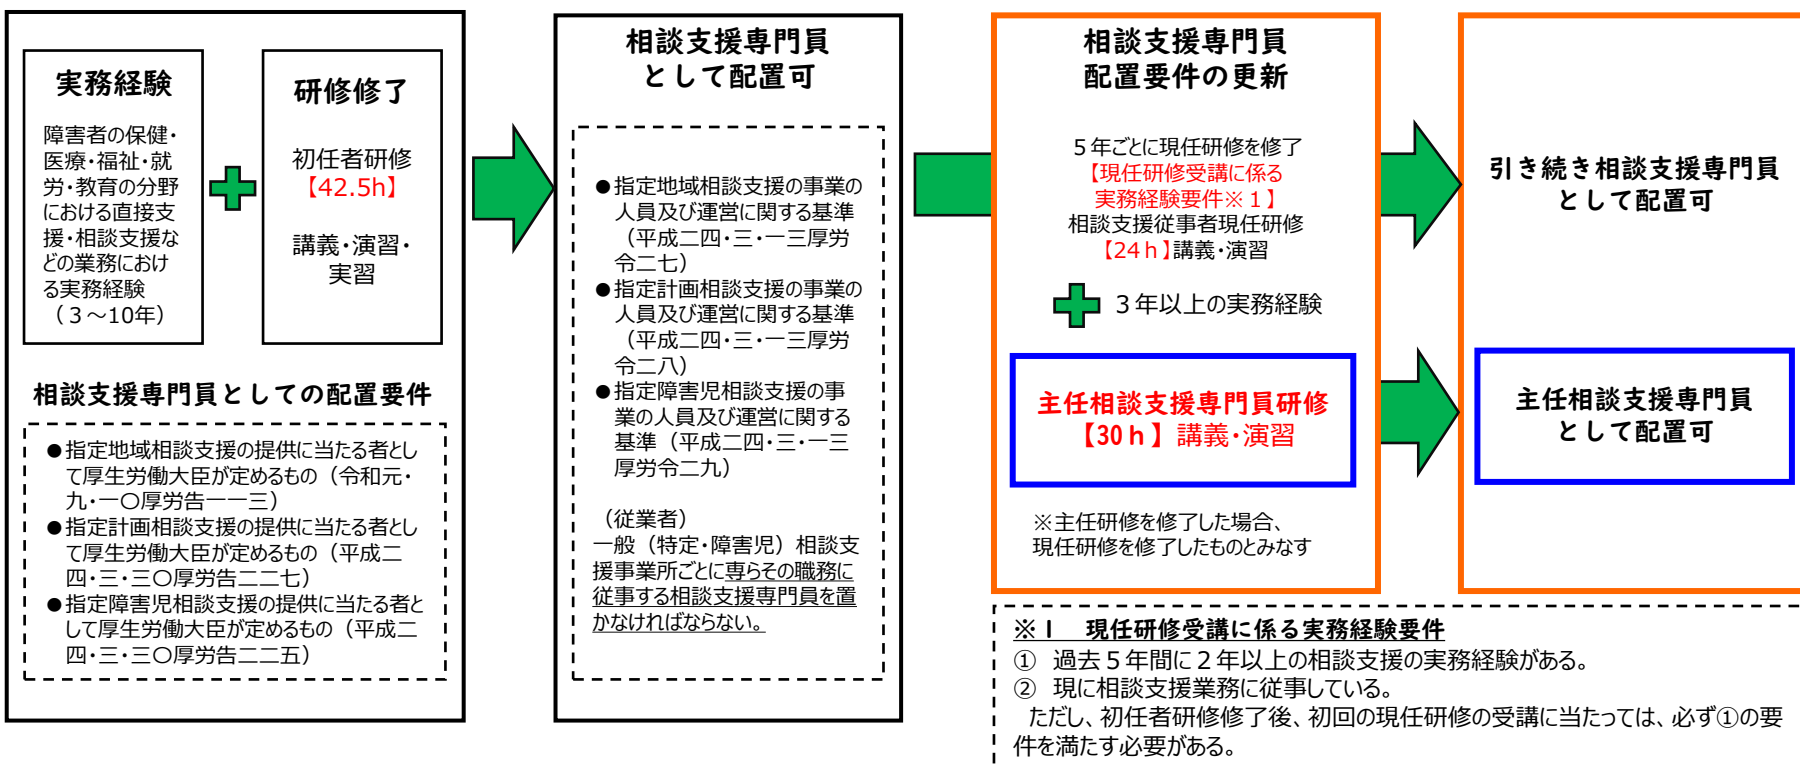 実務経験
障害者の保健・
医療・福祉・就
労・教育の分野
における直接支
援・相談支援な
どの業務におけ
る実務経験
（３～10年）
研修修了
初任者研修
【42.5h】
講義・演習・
実習
相談支援専門員としての配置要件
●指定地域相談支援の提供に当たる者とし
て厚生労働大臣が定めるもの（令和元・
九・一〇厚労告一一三）
●指定計画相談支援の提供に当たる者とし
て厚生労働大臣が定めるもの（平成二
四・三・三〇厚労告二二七）
●指定障害児相談支援の提供に当たる者と
して厚生労働大臣が定めるもの（平成二
四・三・三〇厚労告二二五）
相談支援専門員
として配置可
●指定地域相談支援の事業の
人員及び運営に関する基準
（平成二四・三・一三厚労
令二七）
●指定計画相談支援の事業の
人員及び運営に関する基準
（平成二四・三・一三厚労
令二八）
●指定障害児相談支援の事
業の人員及び運営に関する
基準（平成二四・三・一三
厚労令二九）
（従業者）
一般（特定・障害児）相談支
援事業所ごとに専らその職務に
従事する相談支援専門員を置
かなければならない。
相談支援専門員
配置要件の更新
５年ごとに現任研修を修了
【現任研修受講に係る
実務経験要件※１】
相談支援従事者現任研修
【24ｈ】講義・演習
３年以上の実務経験
主任相談支援専門員研修
【30ｈ】講義・演習
※主任研修を修了した場合、
現任研修を修了したものとみなす
引き続き相談支援専門員
として配置可
主任相談支援専門員
として配置可
※１　現任研修受講に係る実務経験要件
①　過去５年間に２年以上の相談支援の実務経験がある。
②　現に相談支援業務に従事している。
ただし、初任者研修修了後、初回の現任研修の受講に当たっては、必ず①の要
件を満たす必要がある。